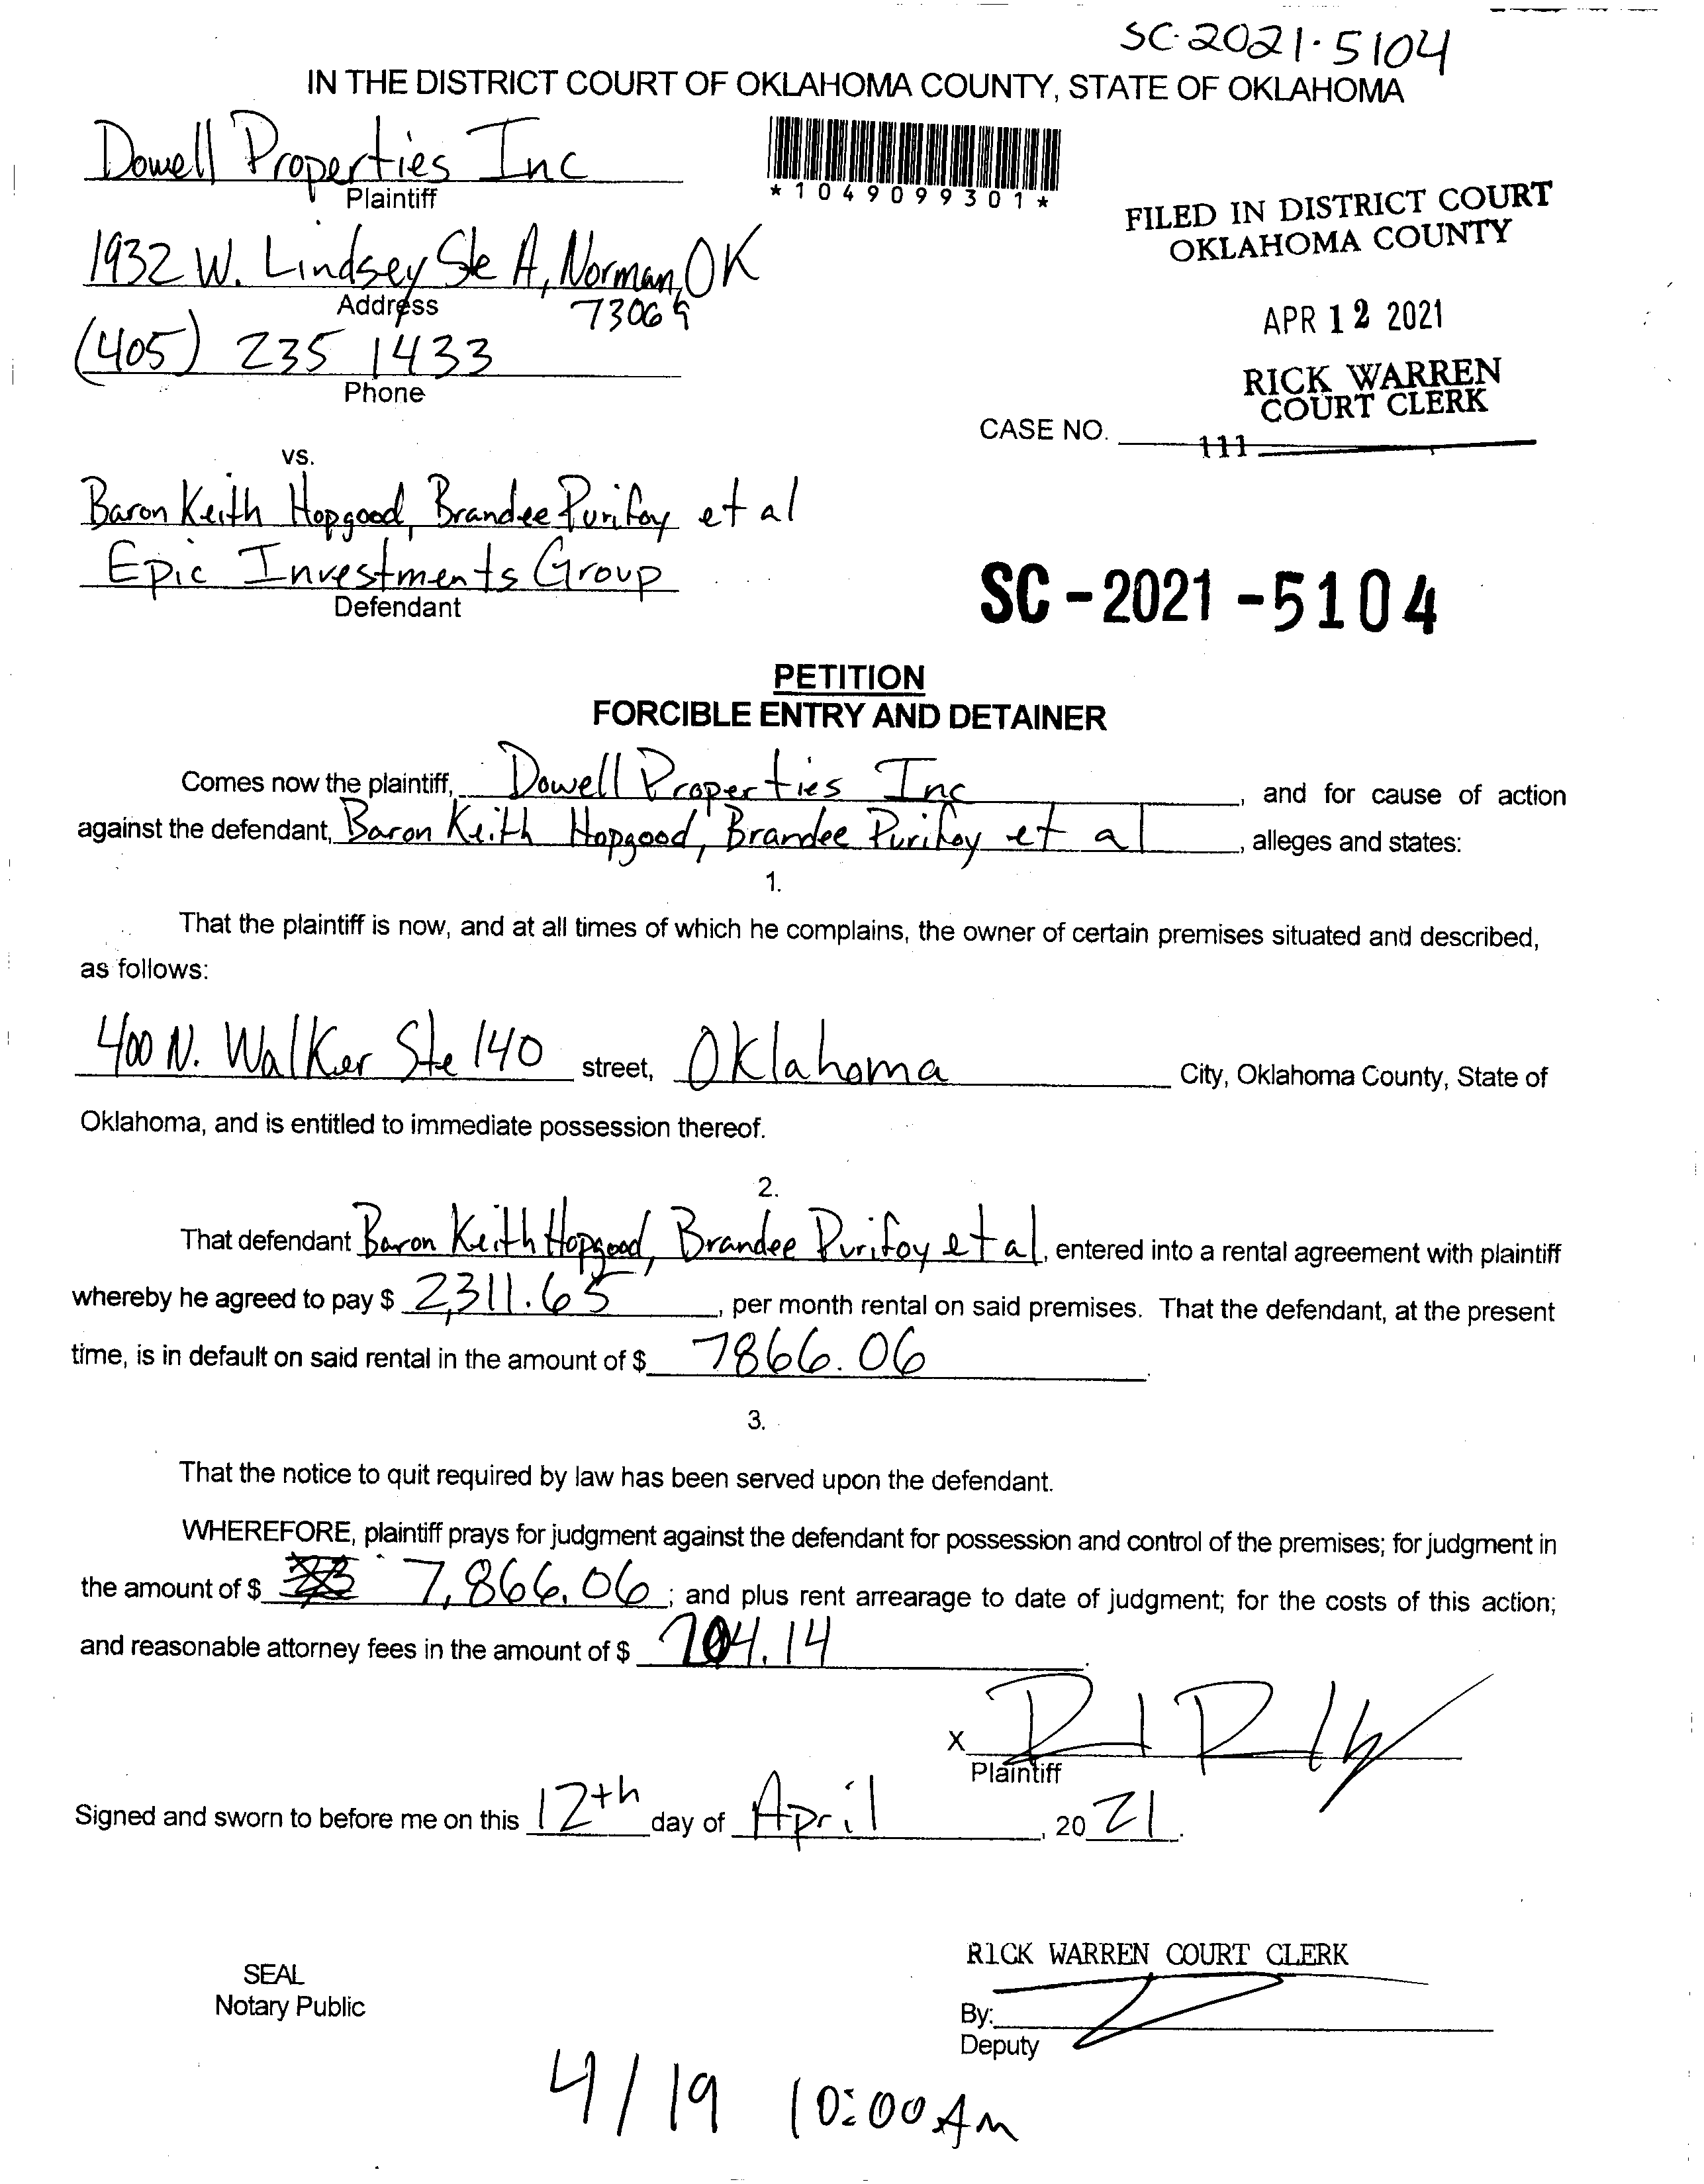 SC-2021-5104
IN THE DISTRICT COURT OF OKLAHOMA COUNTY, STATE OF OKLAHOMA
Dowell Properties Inc
Plaintiff
*1049099301*
FILED IN DISTRICT COURT
OKLAHOMA COUNTY
1932 W. Lindsey Ste A, Norman, OK
73069
Address
APR 12 2021
(405) 235 1433
Phone
RICK WARREN
COURT CLERK
CASE NO.
111
vs.
Baron Keith Hopgood, Brandee Purifoy et al
Epic Investments Group
Defendant
SC-2021-5104
PETITION
FORCIBLE ENTRY AND DETAINER
Comes now the plaintiff, Dowell Properties Inc, and for cause of action
against the defendant, Baron Keith Hopgood, Brandee Purifoy et al, alleges and states:
1.
That the plaintiff is now, and at all times of which he complains, the owner of certain premises situated and described,
as follows:
400 N. Walker Ste 140 street, Oklahoma City, Oklahoma County, State of
Oklahoma, and is entitled to immediate possession thereof.
2.
That defendant Baron Keith Hopgood, Brandee Purifoy et al, entered into a rental agreement with plaintiff
whereby he agreed to pay $ 2,311.65, per month rental on said premises. That the defendant, at the present
time, is in default on said rental in the amount of $ 7866.06.
3.
That the notice to quit required by law has been served upon the defendant.
WHEREFORE, plaintiff prays for judgment against the defendant for possession and control of the premises; for judgment in
the amount of $ 7,866.06; and plus rent arrearage to date of judgment; for the costs of this action;
and reasonable attorney fees in the amount of $ 704.14.
X
Plaintiff
Signed and sworn to before me on this 12th day of April, 2021.
RICK WARREN COURT CLERK
SEAL
Notary Public
By:
Deputy
4/19 10:00 Am